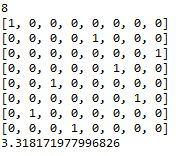 8
[1, 0, 0, 0, 0, 0, 0, 0]
[0, 0, 0, 0, 1, 0, 0, 0]
[0, 0, 0, 0, 0, 0, 0, 1]
[0, 0, 0, 0, 0, 1, 0, 0]
[0, 0, 1, 0, 0, 0, 0, 0]
[0, 0, 0, 0, 0, 0, 1, 0]
[0, 1, 0, 0, 0, 0, 0, 0]
[0, 0, 0, 1, 0, 0, 0, 0]
3.318171977996826